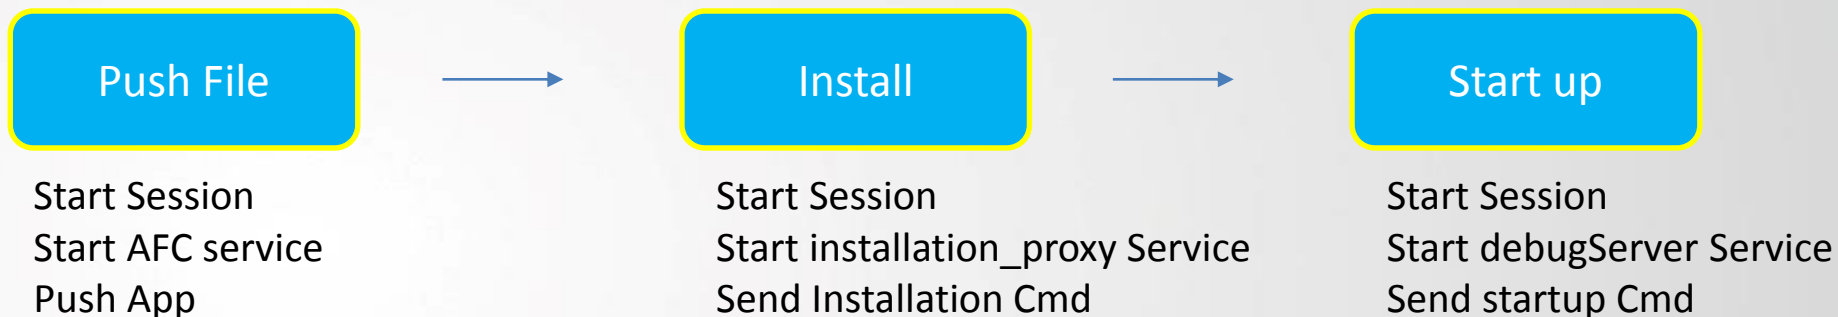 Push File
Install
Start up
Start Session
Start AFC service
Push App
Start Session
Start installation_proxy Service
Send Installation Cmd
Start Session
Start debugServer Service
Send startup Cmd